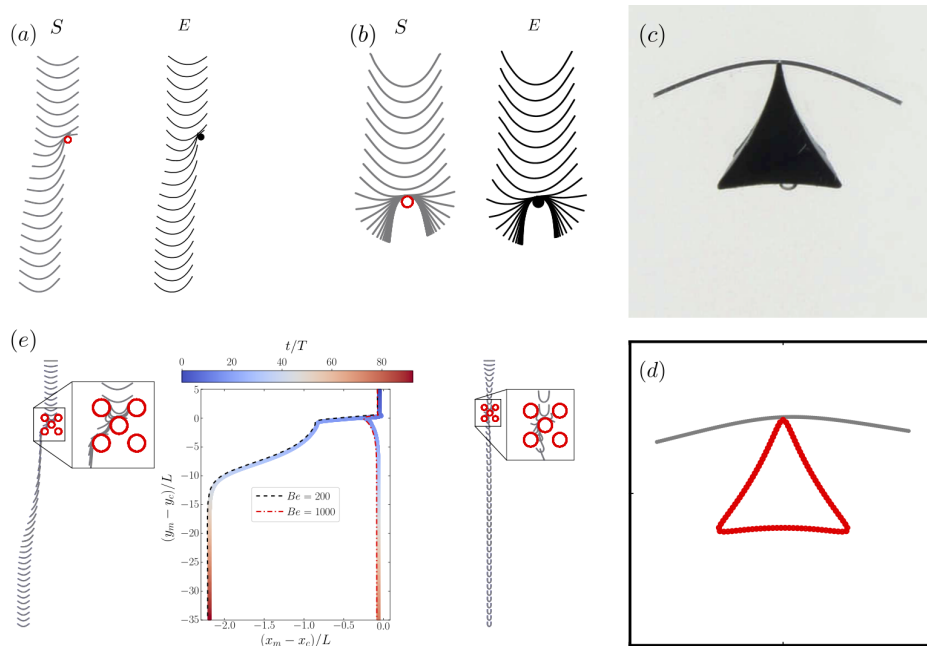 (a) S E
(b) S E
(c)
(e)
t/T
0 20 40 60 80
5
0
−5
−10
−15
−20
−25
−30
−35
(y_m − y_c)/L
Be = 200
Be = 1000
−2.0 −1.5 −1.0 −0.5 0.0
(x_m − x_c)/L
(d)